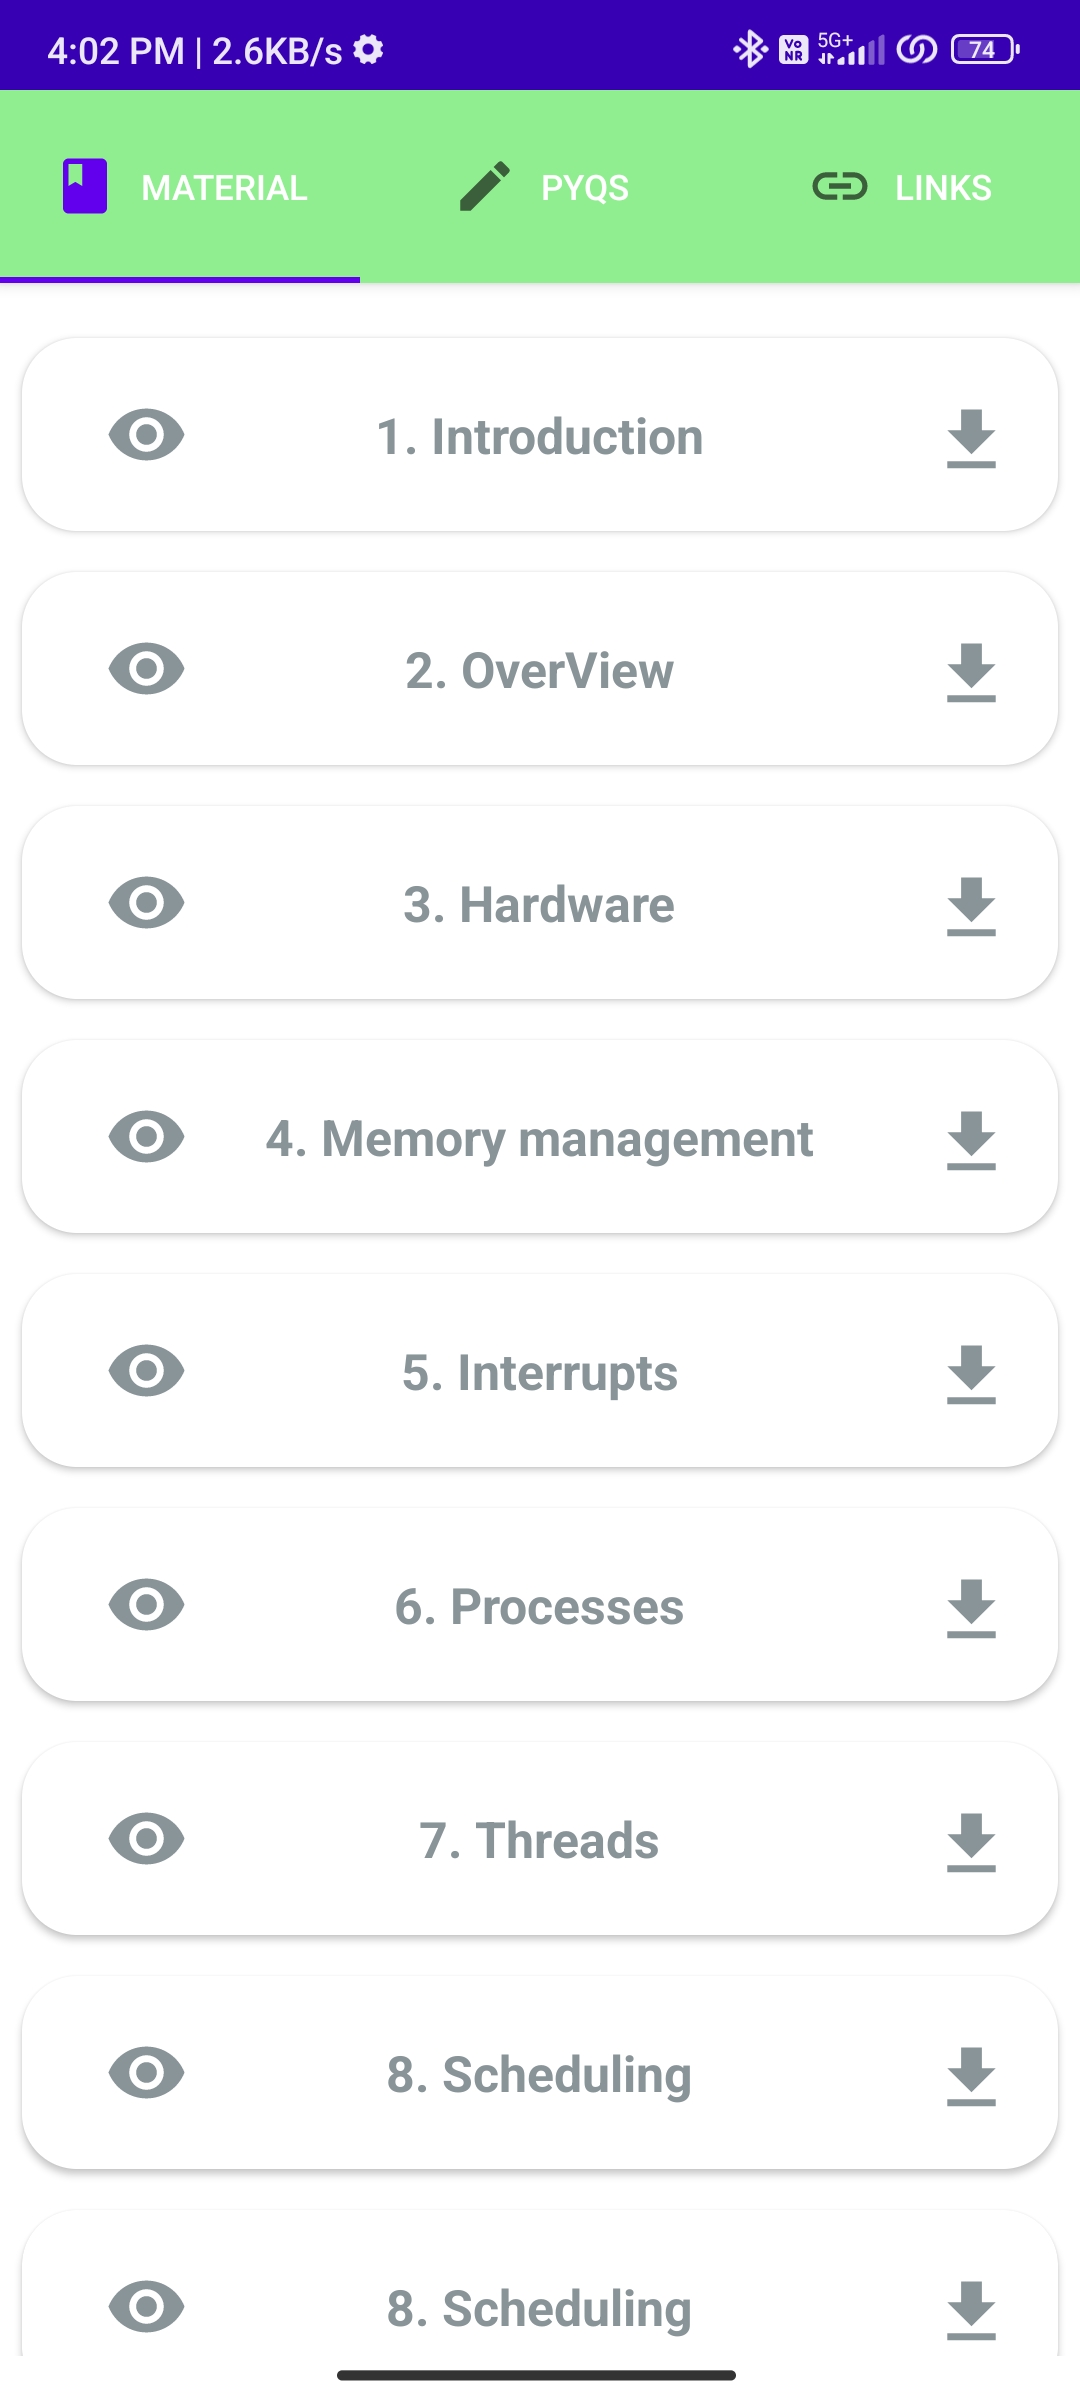 4:02 PM | 2.6KB/s
Vo NR 5G+ 74
MATERIAL PYQS LINKS
1. Introduction
2. OverView
3. Hardware
4. Memory management
5. Interrupts
6. Processes
7. Threads
8. Scheduling
8. Scheduling